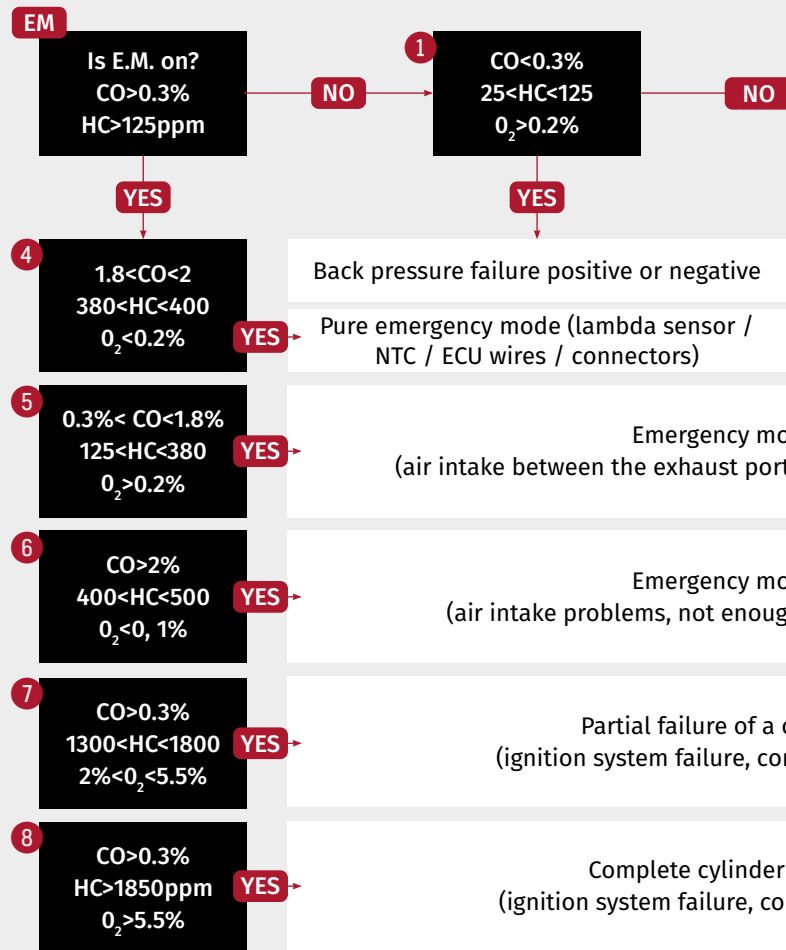 EM
Is E.M. on?
CO>0.3%
HC>125ppm
NO
1
CO<0.3%
25<HC<125
0₂>0.2%
NO
YES
YES
4
1.8<CO<2
380<HC<400
0₂<0.2%
YES
Back pressure failure positive or negative
Pure emergency mode (lambda sensor /
NTC / ECU wires / connectors)
5
0.3%< CO<1.8%
125<HC<380
0₂>0.2%
YES
Emergency mo
(air intake between the exhaust port
6
CO>2%
400<HC<500
0₂<0, 1%
YES
Emergency mo
(air intake problems, not enoug
7
CO>0.3%
1300<HC<1800
2%<0₂<5.5%
YES
Partial failure of a
(ignition system failure, cor
8
CO>0.3%
HC>1850ppm
0₂>5.5%
YES
Complete cylinder
(ignition system failure, co